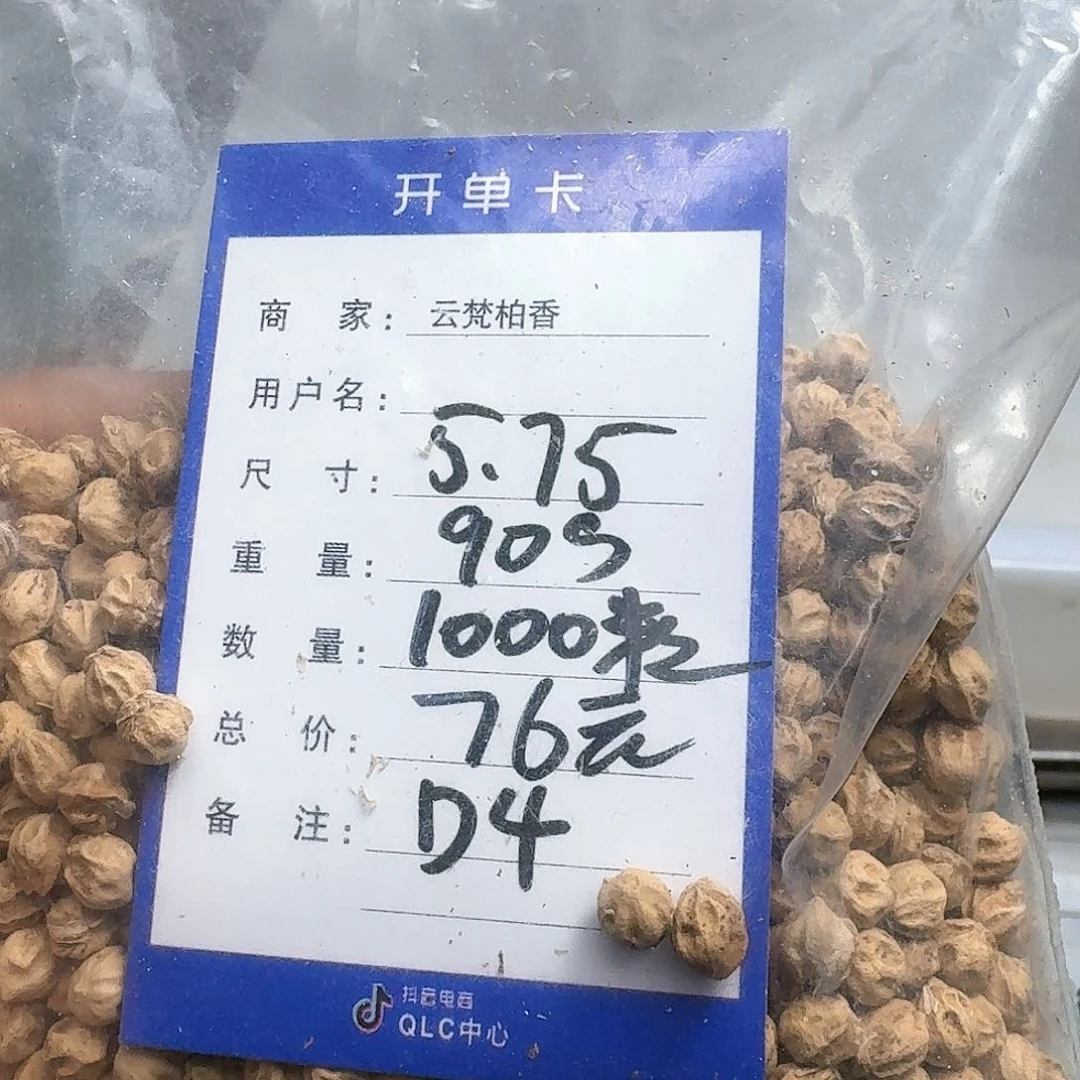 开单卡
商家：云梵柏香
用户名：
尺寸：5.75
重量：90g
数量：1000来粒
总价：76元
备注：D4
抖音电商
QLC中心